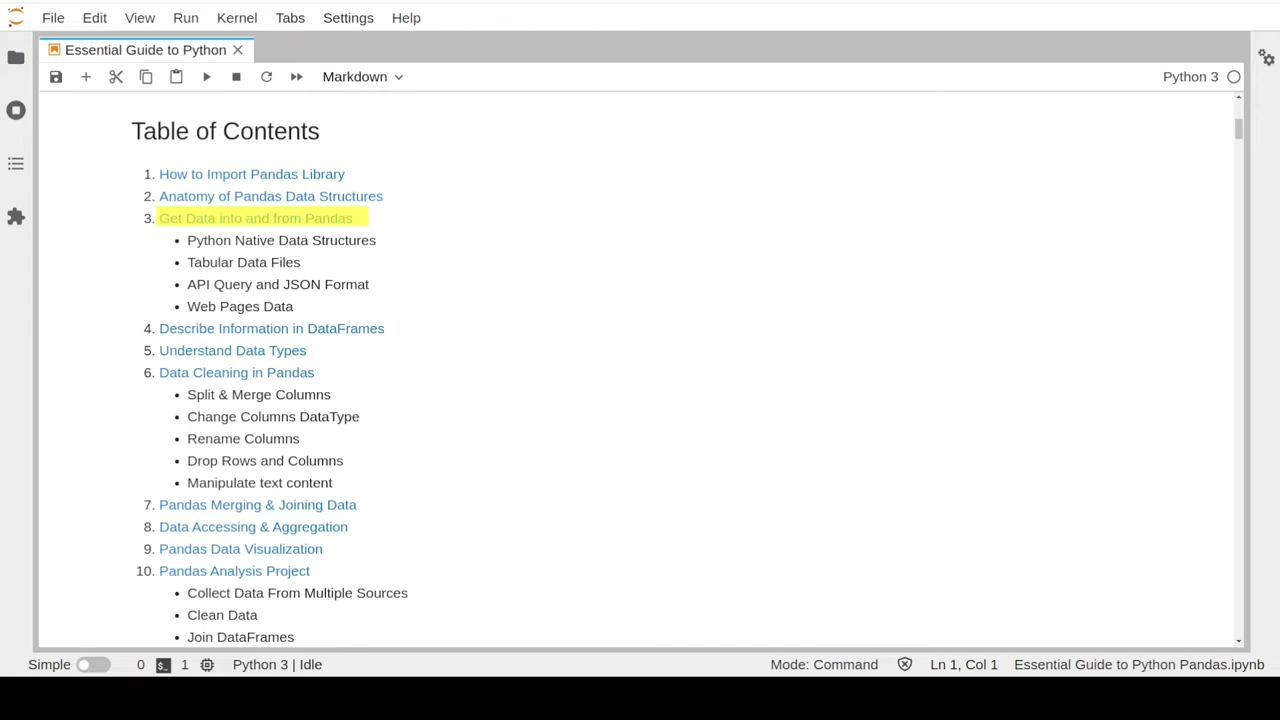 File Edit View Run Kernel Tabs Settings Help
Essential Guide to Python
Markdown Python 3
Table of Contents
1. How to Import Pandas Library
2. Anatomy of Pandas Data Structures
3. Get Data into and from Pandas
• Python Native Data Structures
• Tabular Data Files
• API Query and JSON Format
• Web Pages Data
4. Describe Information in DataFrames
5. Understand Data Types
6. Data Cleaning in Pandas
• Split & Merge Columns
• Change Columns DataType
• Rename Columns
• Drop Rows and Columns
• Manipulate text content
7. Pandas Merging & Joining Data
8. Data Accessing & Aggregation
9. Pandas Data Visualization
10. Pandas Analysis Project
• Collect Data From Multiple Sources
• Clean Data
• Join DataFrames
Simple 0 $_ 1 Python 3 | Idle Mode: Command Ln 1, Col 1 Essential Guide to Python Pandas.ipynb